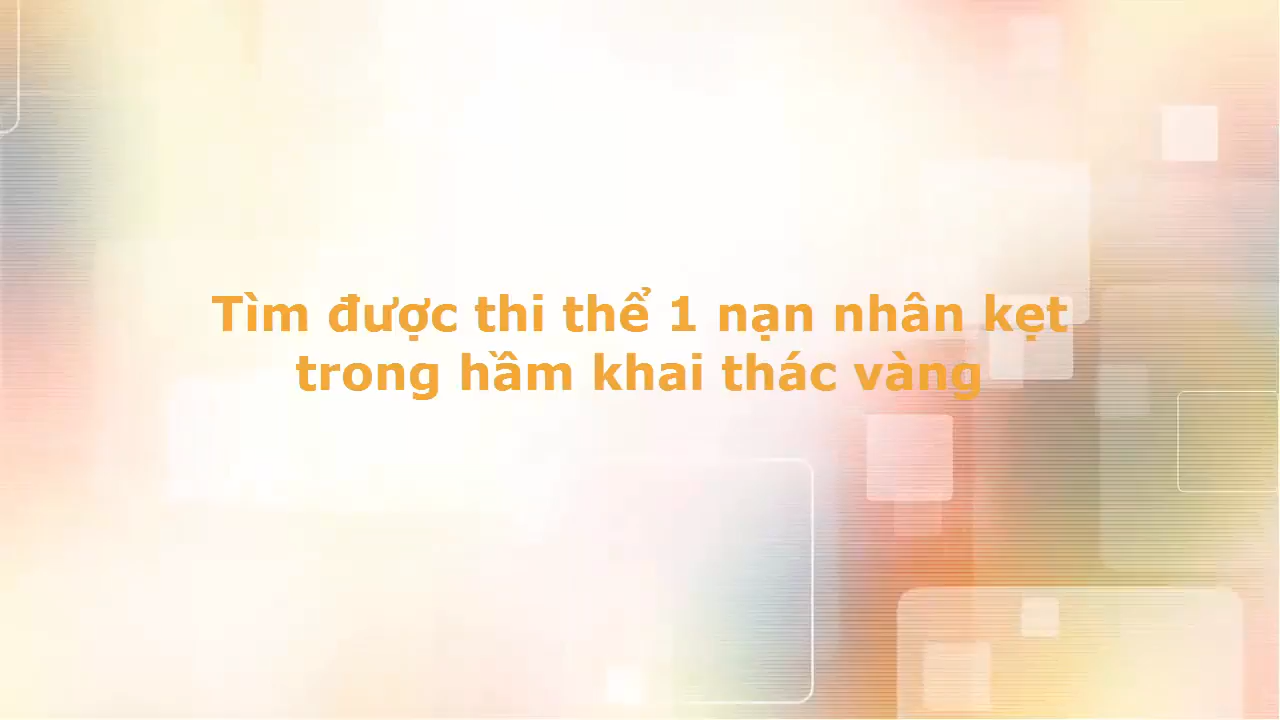 Tìm được thi thể 1 nạn nhân kẹt
trong hầm khai thác vàng